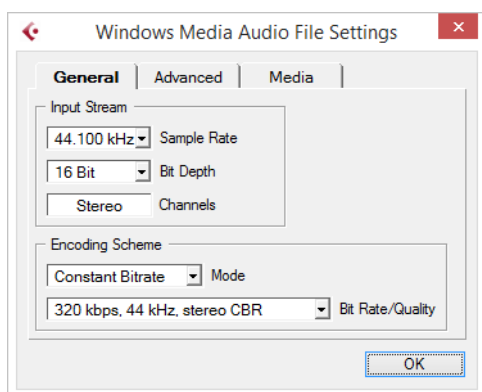 Windows Media Audio File Settings
General Advanced Media
Input Stream
44.100 kHz Sample Rate
16 Bit Bit Depth
Stereo Channels
Encoding Scheme
Constant Bitrate Mode
320 kbps, 44 kHz, stereo CBR Bit Rate/Quality
OK